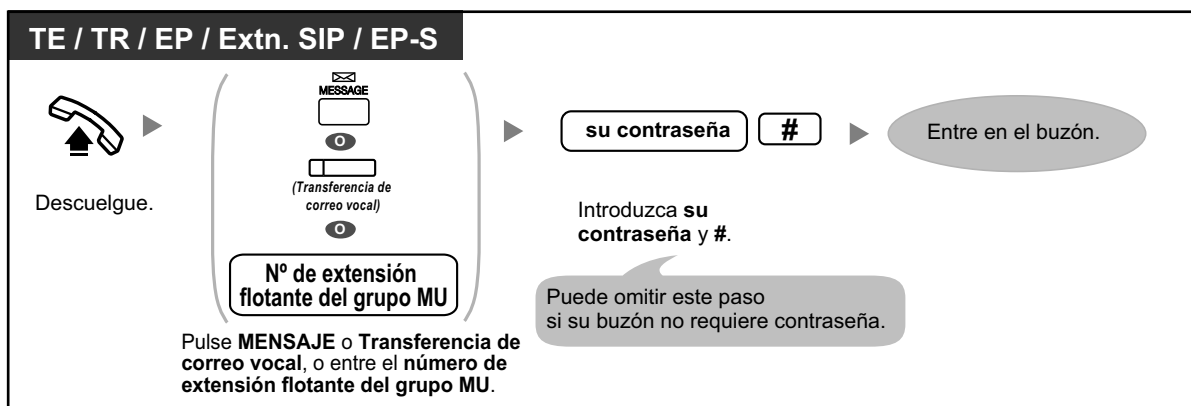 TE / TR / EP / Extn. SIP / EP-S
Descuelgue.
MESSAGE
O
(Transferencia de
correo vocal)
O
Nº de extensión
flotante del grupo MU
Pulse MENSAJE o Transferencia de
correo vocal, o entre el número de
extensión flotante del grupo MU.
su contraseña #
Introduzca su
contraseña y #.
Puede omitir este paso
si su buzón no requiere contraseña.
Entre en el buzón.